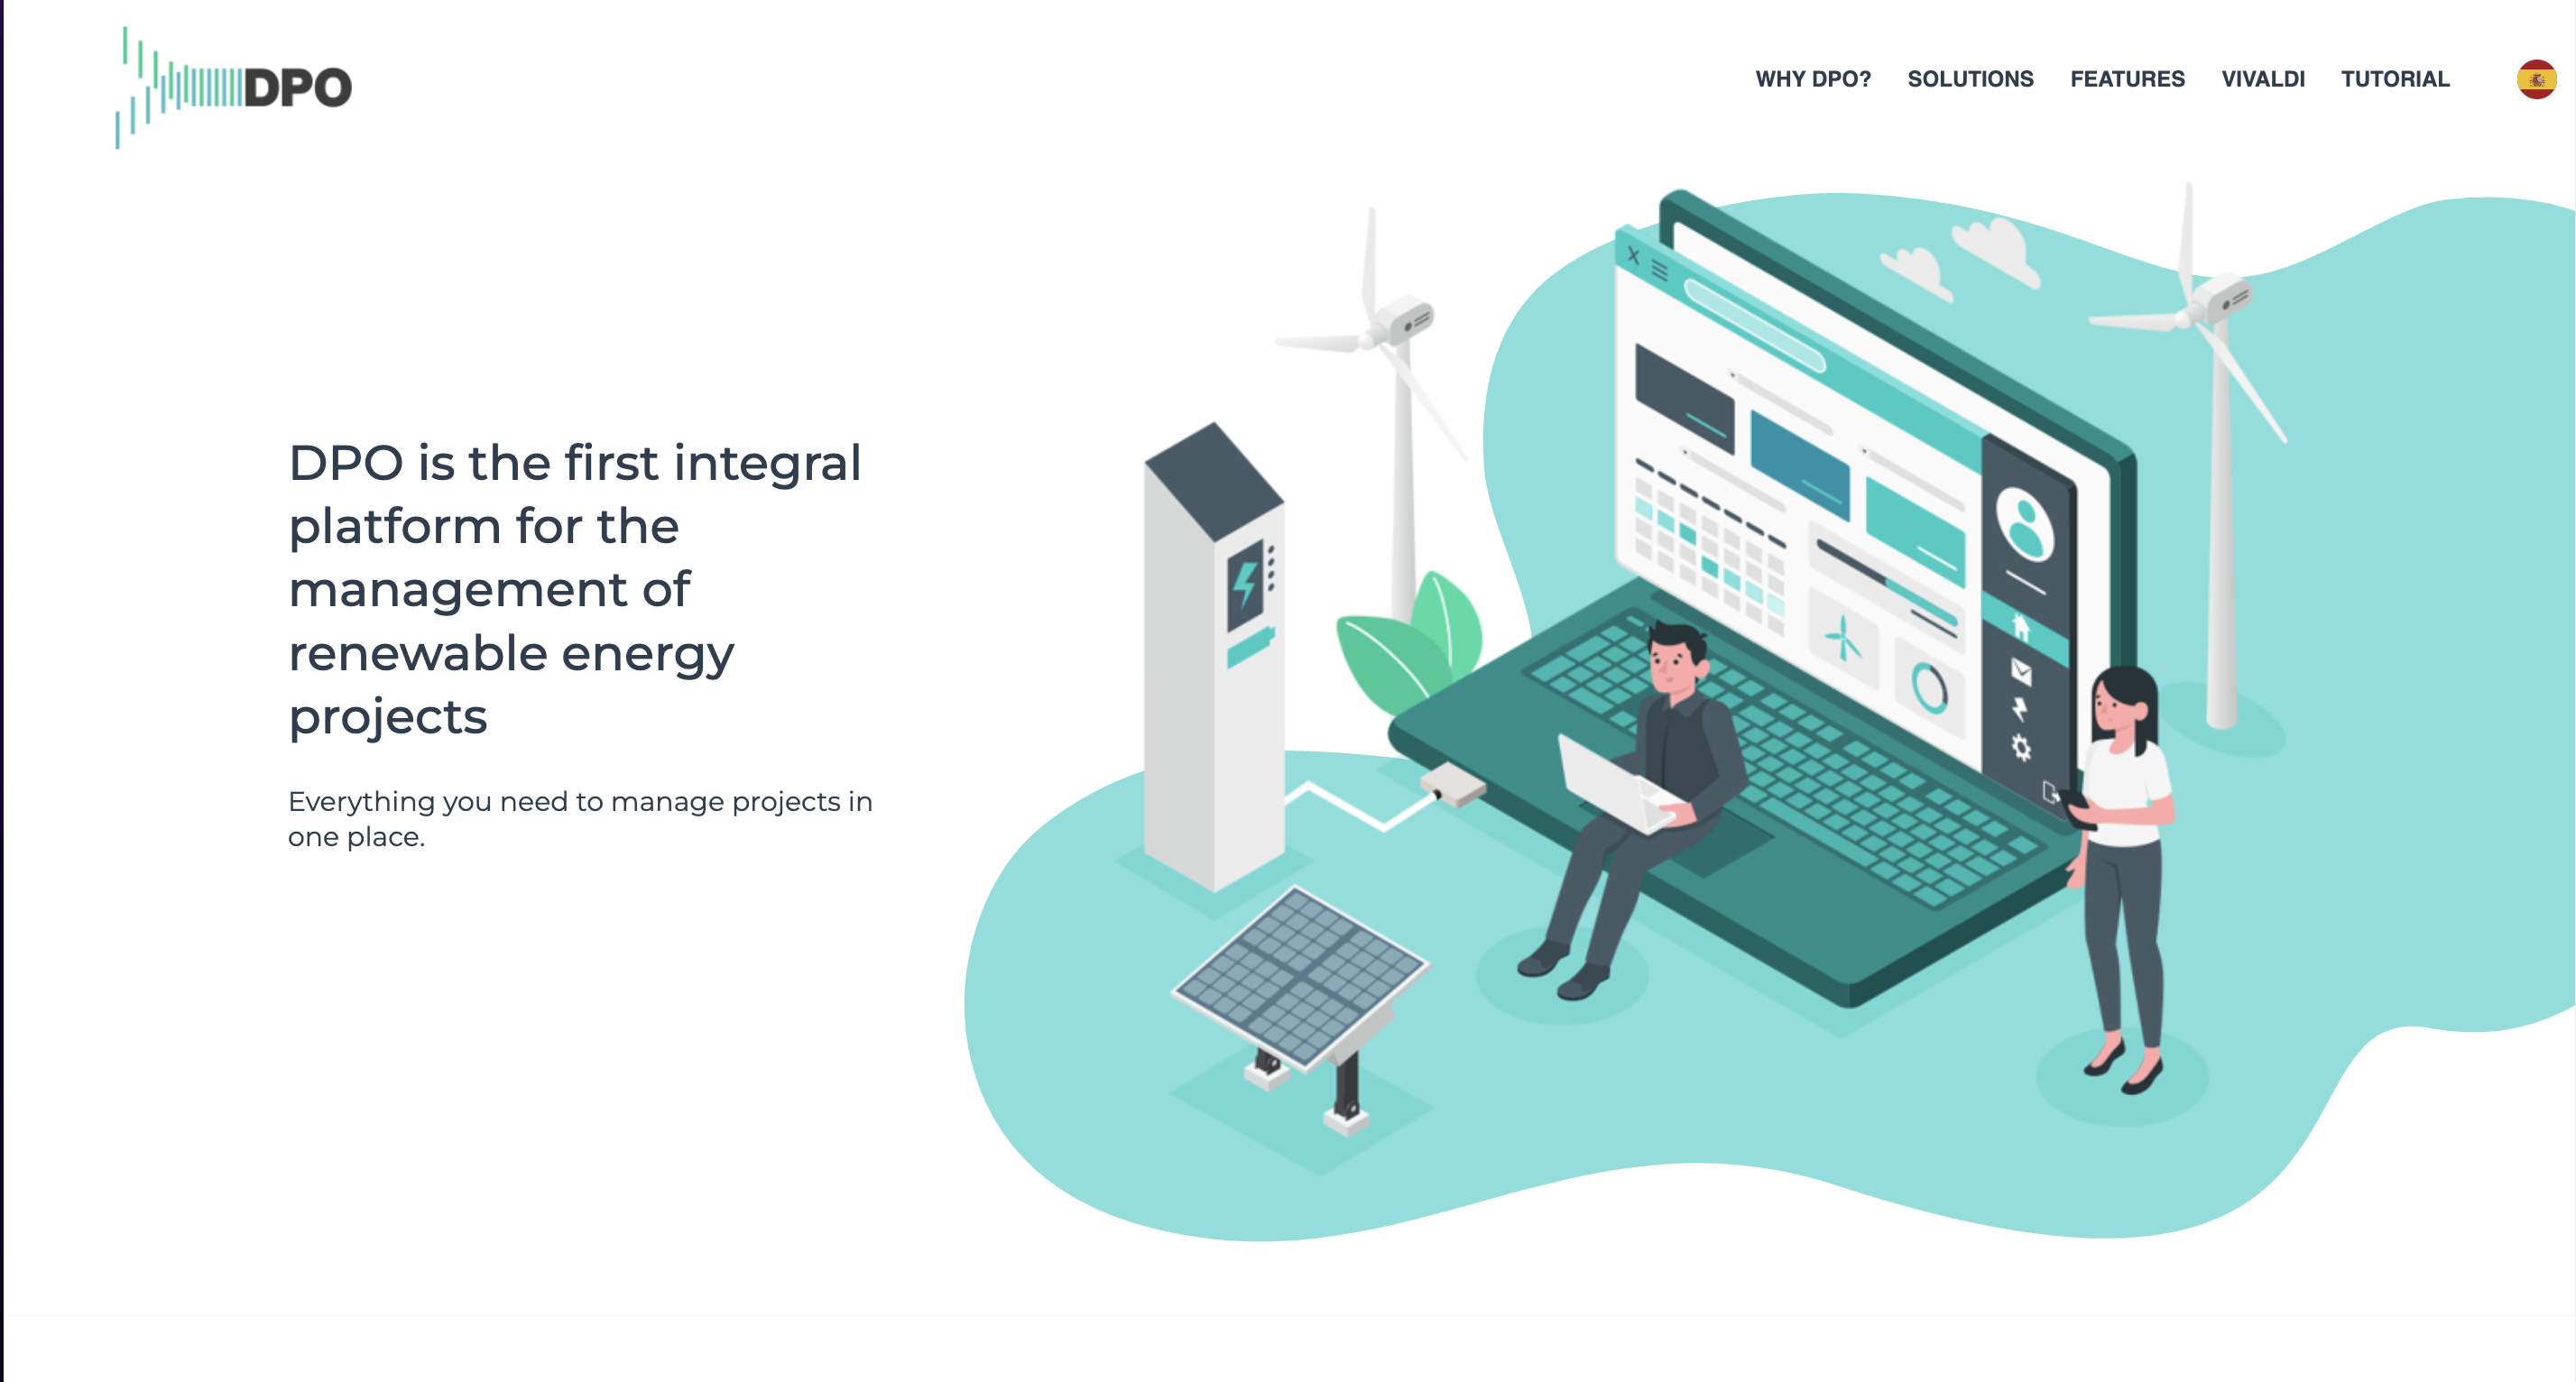 DPO
WHY DPO? SOLUTIONS FEATURES VIVALDI TUTORIAL
DPO is the first integral
platform for the
management of
renewable energy
projects
Everything you need to manage projects in
one place.